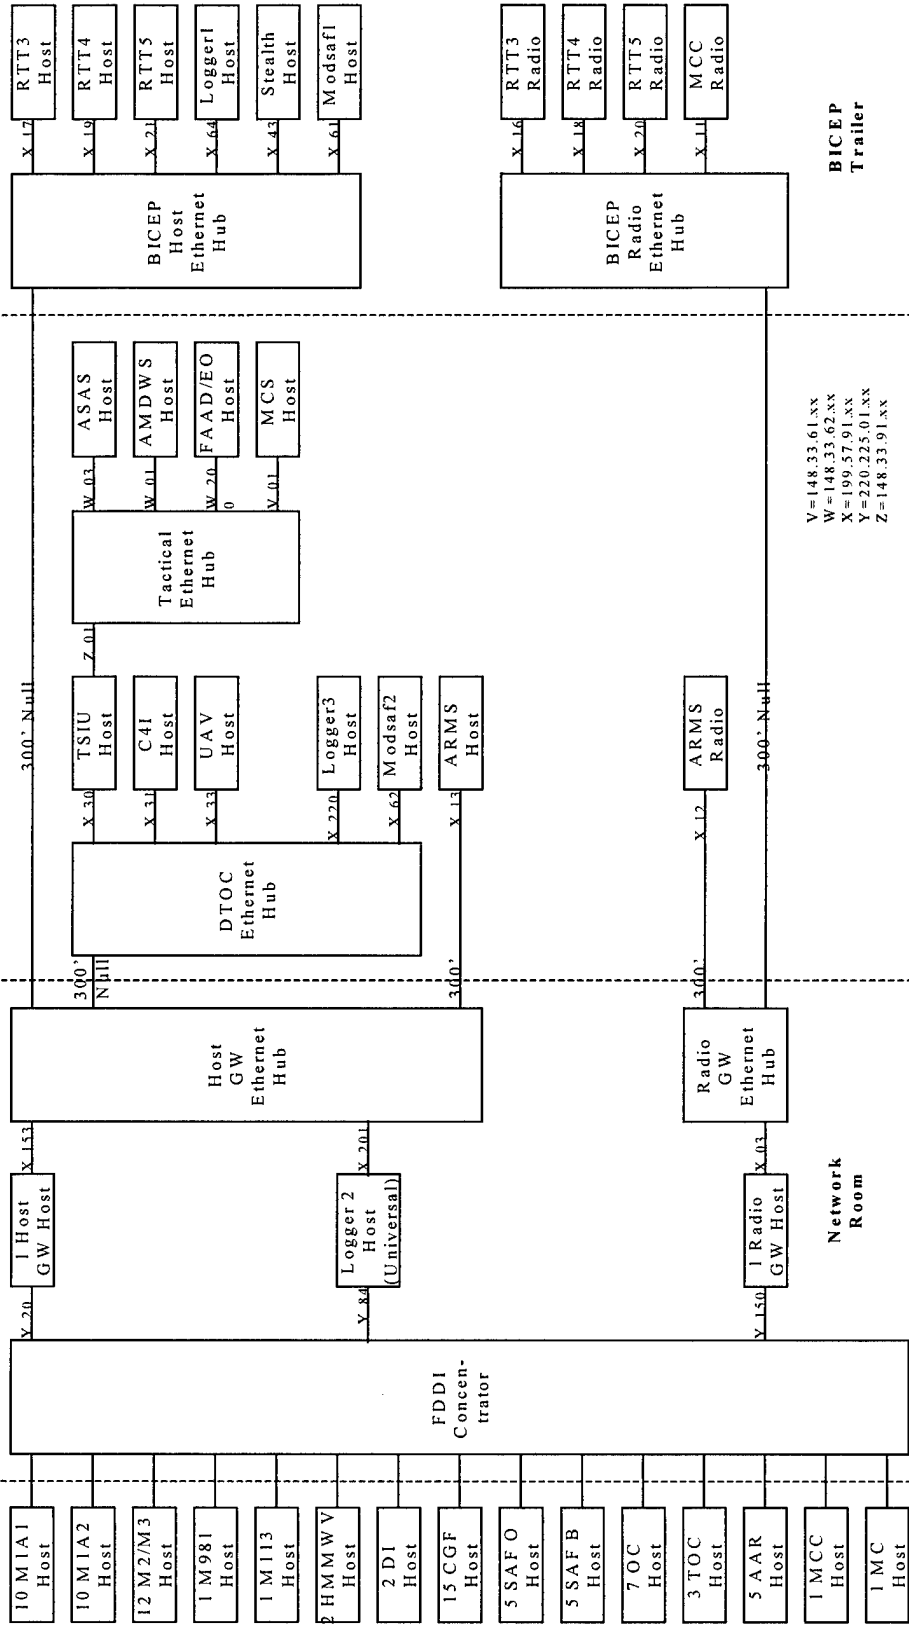 10 M1A1
Host
10 M1A2
Host
12 M2/M3
Host
1 M981
Host
1 M113
Host
2 HMMWV
Host
2 DI
Host
15 CGF
Host
5 SAF O
Host
5 SAF B
Host
7 OC
Host
3 TOC
Host
5 AAR
Host
1 MCC
Host
1 MC
Host
FDDI
Concen-
trator
Y 20
Y 84
Y 150
1 Host
GW Host
Logger 2
Host
(Universal)
1 Radio
GW Host
X 153
X 201
X 03
Network
Room
Host
GW
Ethernet
Hub
Radio
GW
Ethernet
Hub
300' Null
300'
Null
300'
300'
300' Null
DTOC
Ethernet
Hub
X 30
X 31
X 33
X 220
X 62
X 13
X 12
TSIU
Host
C4I
Host
UAV
Host
Logger3
Host
Modsaf2
Host
ARMS
Host
ARMS
Radio
Z 01
Tactical
Ethernet
Hub
W 03
W 01
W 20
0
V 01
ASAS
Host
AMDWS
Host
FAAD/EO
Host
MCS
Host
V=148.33.61.xx
W=148.33.62.xx
X=199.57.91.xx
Y=220.225.01.xx
Z=148.33.91.xx
BICEP
Host
Ethernet
Hub
BICEP
Radio
Ethernet
Hub
X 17
X 19
X 21
X 64
X 43
X 61
X 16
X 18
X 20
X 11
RTT3
Host
RTT4
Host
RTT5
Host
Logger1
Host
Stealth
Host
Modsaf1
Host
RTT3
Radio
RTT4
Radio
RTT5
Radio
MCC
Radio
BICEP
Trailer